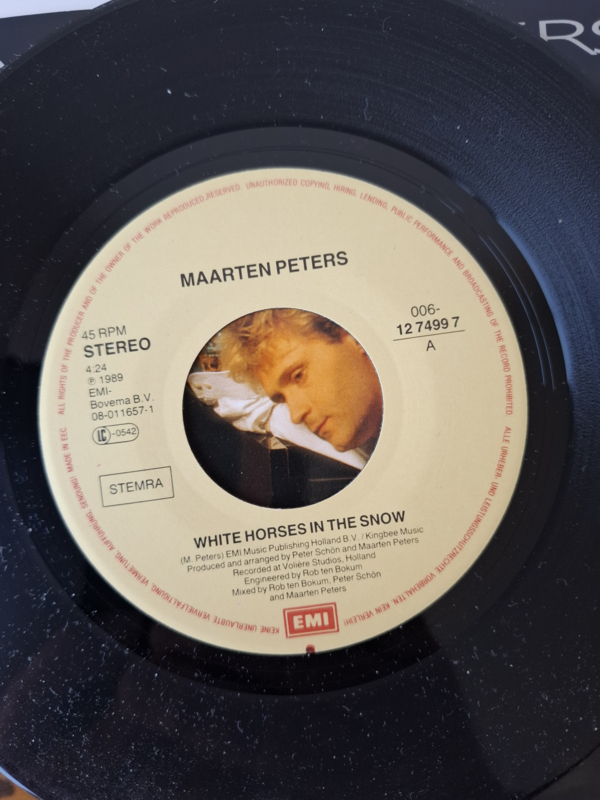 ERS
MAARTEN PETERS
45 RPM
STEREO
4:24
℗ 1989
EMI-
Bovema B.V.
08-011657-1
LC-0542
STEMRA
006-
12 7499 7
A
WHITE HORSES IN THE SNOW
(M. Peters) EMI Music Publishing Holland B.V. / Kingbee Music
Produced and arranged by Peter Schön and Maarten Peters
Recorded at Volière Studios, Holland
Engineered by Rob ten Bokum
Mixed by Rob ten Bokum, Peter Schön
and Maarten Peters
EMI
ALL RIGHTS OF THE PRODUCER AND OF THE OWNER OF THE WORK REPRODUCED RESERVED. UNAUTHORIZED COPYING, HIRING, LENDING, PUBLIC PERFORMANCE AND BROADCASTING OF THE RECORD PROHIBITED. ALLE URHEBER- UND LEISTUNGSSCHUTZRECHTE VORBEHALTEN. KEIN VERLEIH! KEINE UNERLAUBTE VERVIELFÄLTIGUNG, VERMIETUNG, AUFFÜHRUNG, SENDUNG! MADE IN EEC